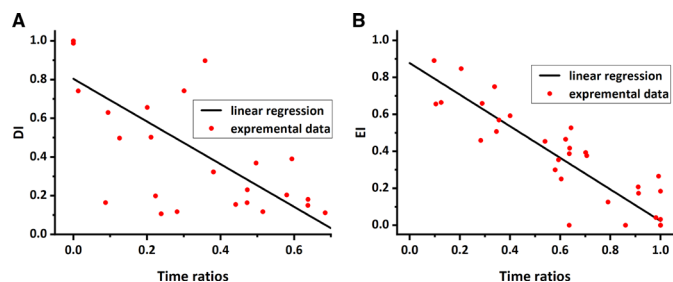 A
1.0
0.8
0.6
0.4
0.2
0.0
DI
linear regression
expremental data
0.0 0.2 0.4 0.6
Time ratios
B
1.0
0.8
0.6
0.4
0.2
0.0
EI
linear regression
expremental data
0.0 0.2 0.4 0.6 0.8 1.0
Time ratios